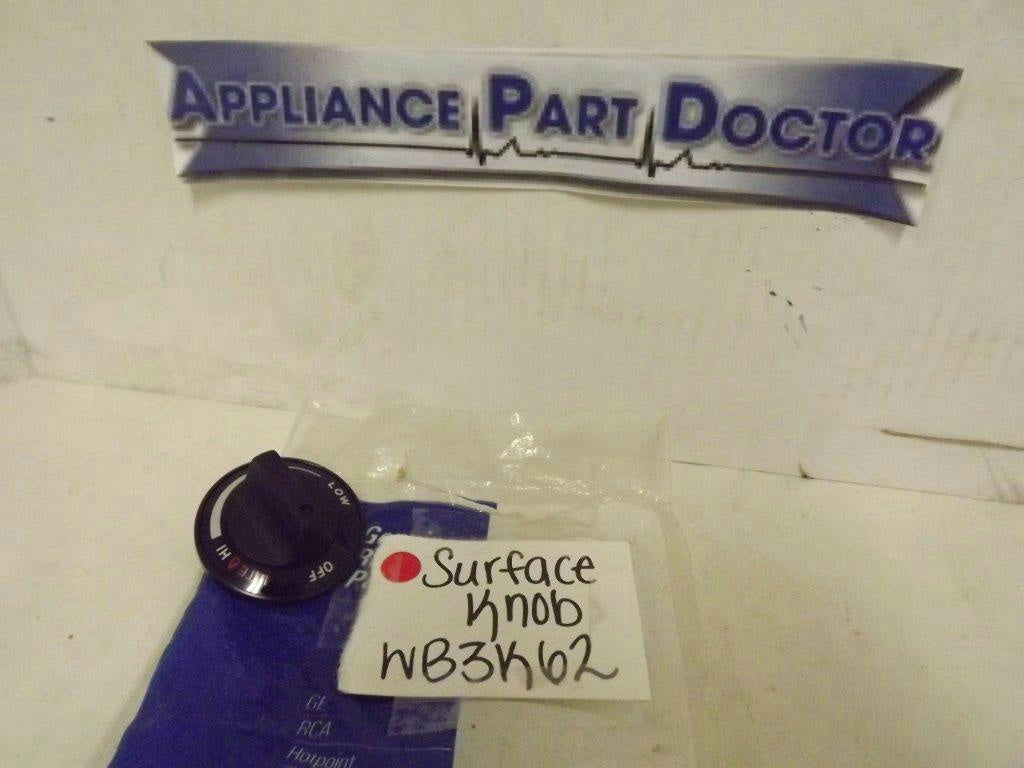 APPLIANCE PART DOCTOR
LOW
OFF
HI
Surface
Knob
WB3K62
GE
RCA
Hotpoint